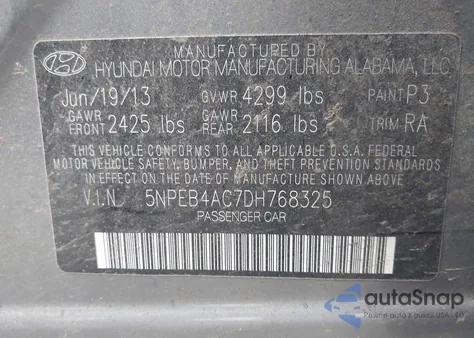 MANUFACTURED BY
HYUNDAI MOTOR MANUFACTURING ALABAMA, LLC
Jun/19/13 GVWR 4299 lbs PAINT P3
GAWR FRONT 2425 lbs GAWR REAR 2116 lbs TRIM RA
THIS VEHICLE CONFORMS TO ALL APPLICABLE U.S.A. FEDERAL
MOTOR VEHICLE SAFETY, BUMPER, AND THEFT PREVENTION STANDARDS
IN EFFECT ON THE DATE OF MANUFACTURE SHOWN ABOVE.
V.I.N 5NPEB4AC7DH768325
PASSENGER CAR
autoSnap